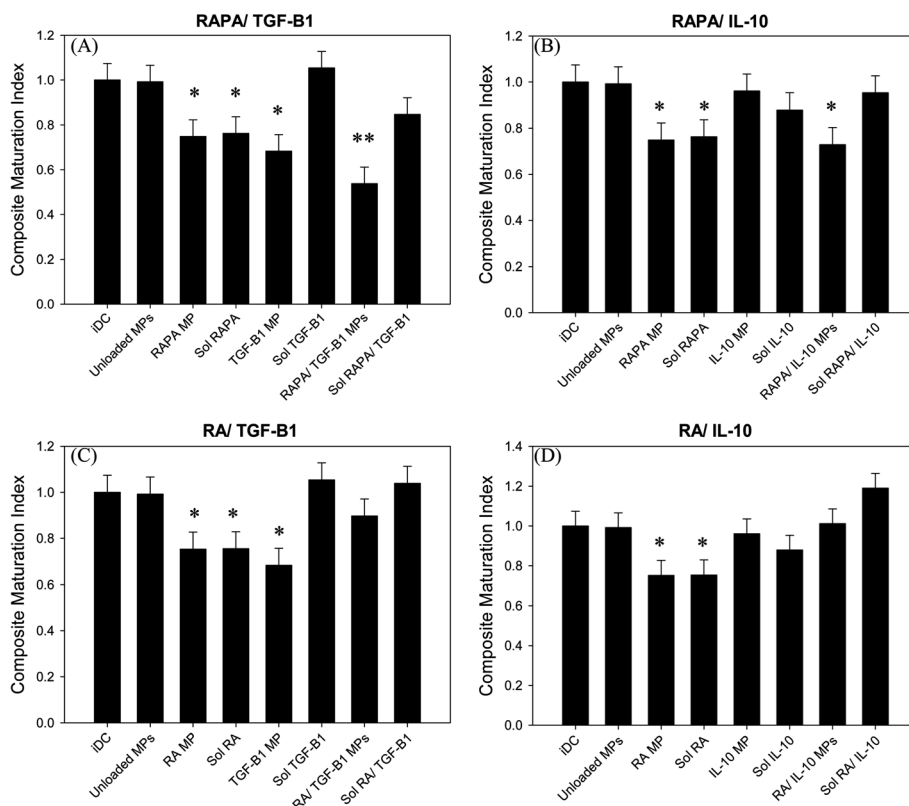 RAPA/ TGF-B1
(A)
Composite Maturation Index
1.2
1.0
0.8
0.6
0.4
0.2
0.0
*
*
*
**
iDC
Unloaded MPs
RAPA MP
Sol RAPA
TGF-B1 MP
Sol TGF-B1
RAPA/ TGF-B1 MPs
Sol RAPA/ TGF-B1
RAPA/ IL-10
(B)
Composite Maturation Index
1.2
1.0
0.8
0.6
0.4
0.2
0.0
*
*
*
iDC
Unloaded MPs
RAPA MP
Sol RAPA
IL-10 MP
Sol IL-10
RAPA/ IL-10 MPs
Sol RAPA/ IL-10
RA/ TGF-B1
(C)
Composite Maturation Index
1.2
1.0
0.8
0.6
0.4
0.2
0.0
*
*
*
iDC
Unloaded MPs
RA MP
Sol RA
TGF-B1 MP
Sol TGF-B1
RA/ TGF-B1 MPs
Sol RA/ TGF-B1
RA/ IL-10
(D)
Composite Maturation Index
1.4
1.2
1.0
0.8
0.6
0.4
0.2
0.0
*
*
iDC
Unloaded MPs
RA MP
Sol RA
IL-10 MP
Sol IL-10
RA/ IL-10 MPs
Sol RA/ IL-10